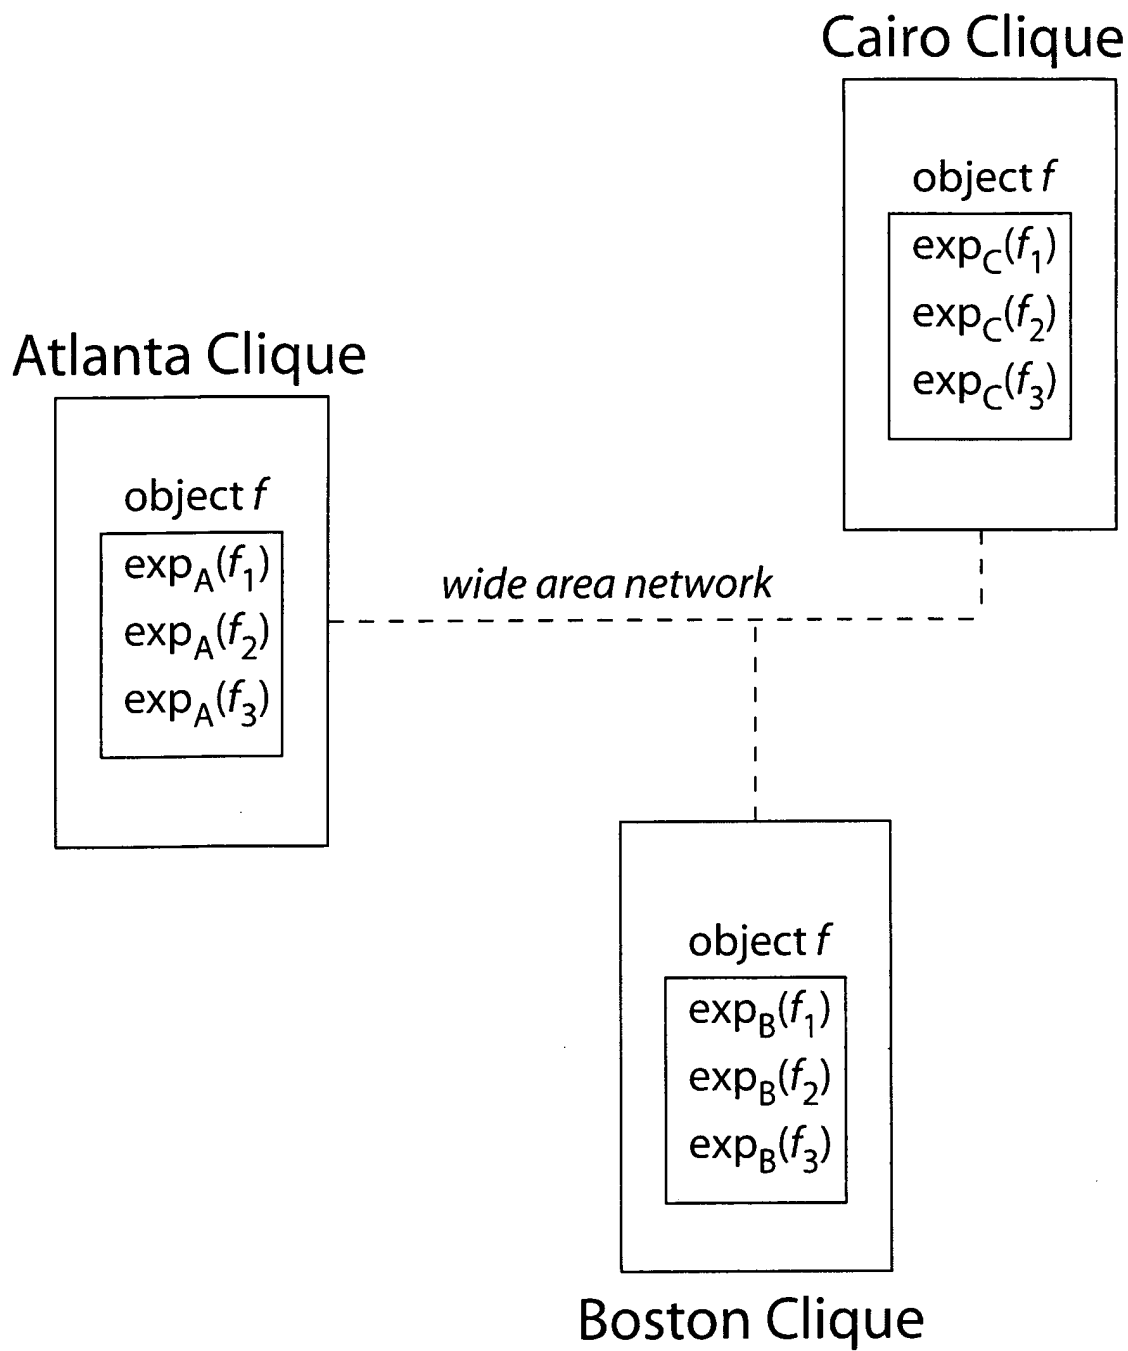 Cairo Clique
object f
exp_C(f_1)
exp_C(f_2)
exp_C(f_3)
Atlanta Clique
object f
exp_A(f_1)
exp_A(f_2)
exp_A(f_3)
wide area network
object f
exp_B(f_1)
exp_B(f_2)
exp_B(f_3)
Boston Clique